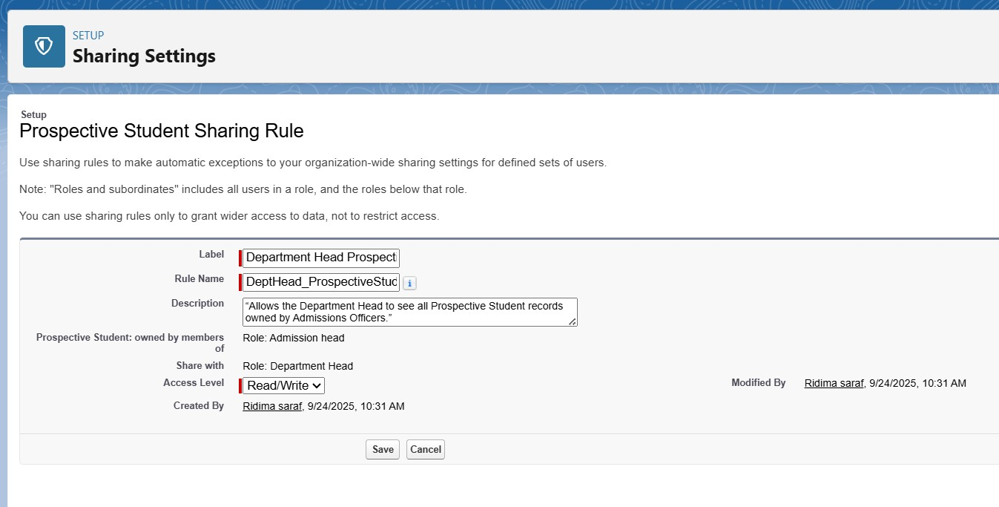 SETUP
Sharing Settings
Setup
Prospective Student Sharing Rule
Use sharing rules to make automatic exceptions to your organization-wide sharing settings for defined sets of users.
Note: "Roles and subordinates" includes all users in a role, and the roles below that role.
You can use sharing rules only to grant wider access to data, not to restrict access.
Label Department Head Prospecti
Rule Name DeptHead_ProspectiveStud i
Description “Allows the Department Head to see all Prospective Student records
owned by Admissions Officers.”
Prospective Student: owned by members Role: Admission head
of
Share with Role: Department Head
Access Level Read/Write Modified By Ridima saraf, 9/24/2025, 10:31 AM
Created By Ridima saraf, 9/24/2025, 10:31 AM
Save Cancel